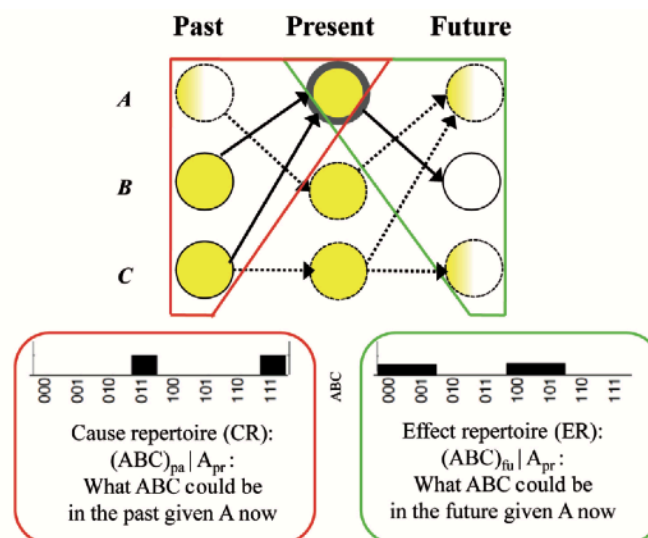 Past Present Future
A
B
C
000 001 010 011 100 101 110 111
ABC
000 001 010 011 100 101 110 111
Cause repertoire (CR):
(ABC)pa | Apr :
What ABC could be
in the past given A now
Effect repertoire (ER):
(ABC)fu | Apr :
What ABC could be
in the future given A now